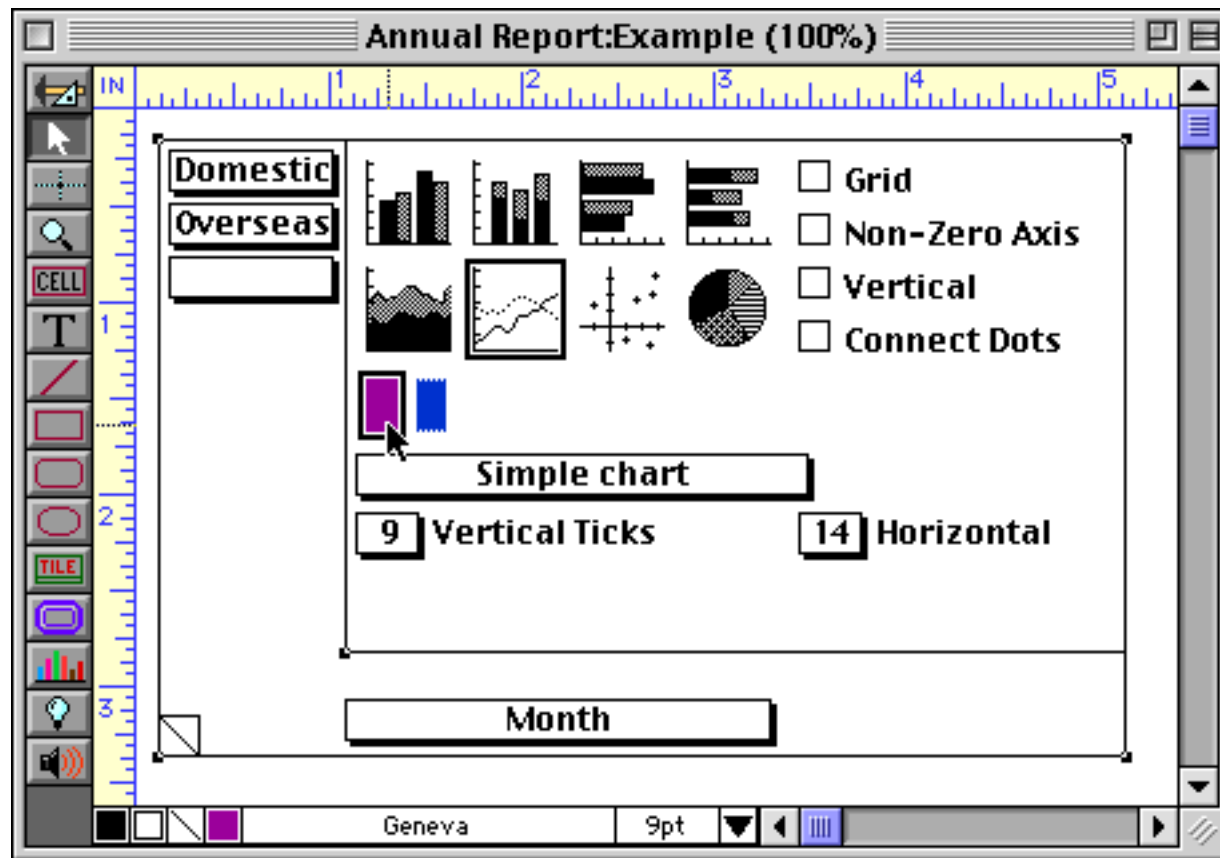 Annual Report:Example (100%)
IN 1 2 3 4 5
Domestic
Overseas
Grid
Non-Zero Axis
Vertical
Connect Dots
CELL
T
1
Simple chart
2
9 Vertical Ticks 14 Horizontal
TILE
3
Month
Geneva 9pt